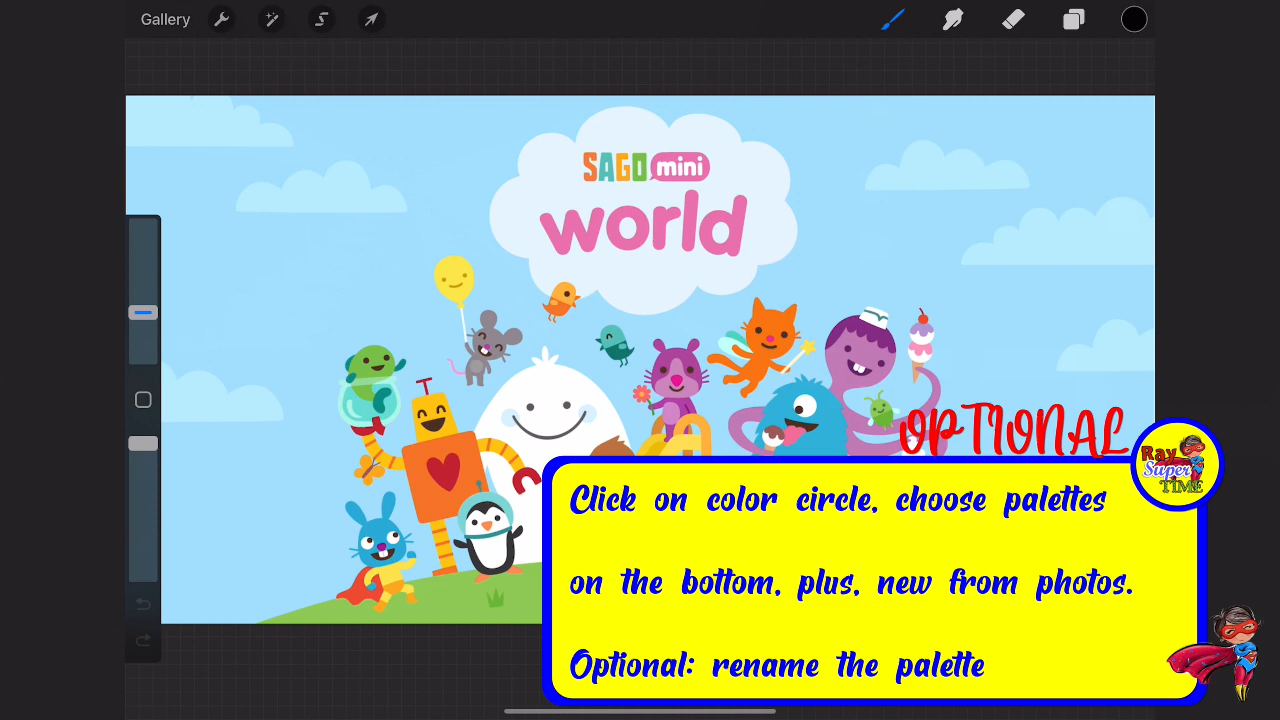 Gallery
SAGO mini
world
OPTIONAL
Ray
Super
TIME
Click on color circle, choose palettes
on the bottom, plus, new from photos.
Optional: rename the palette